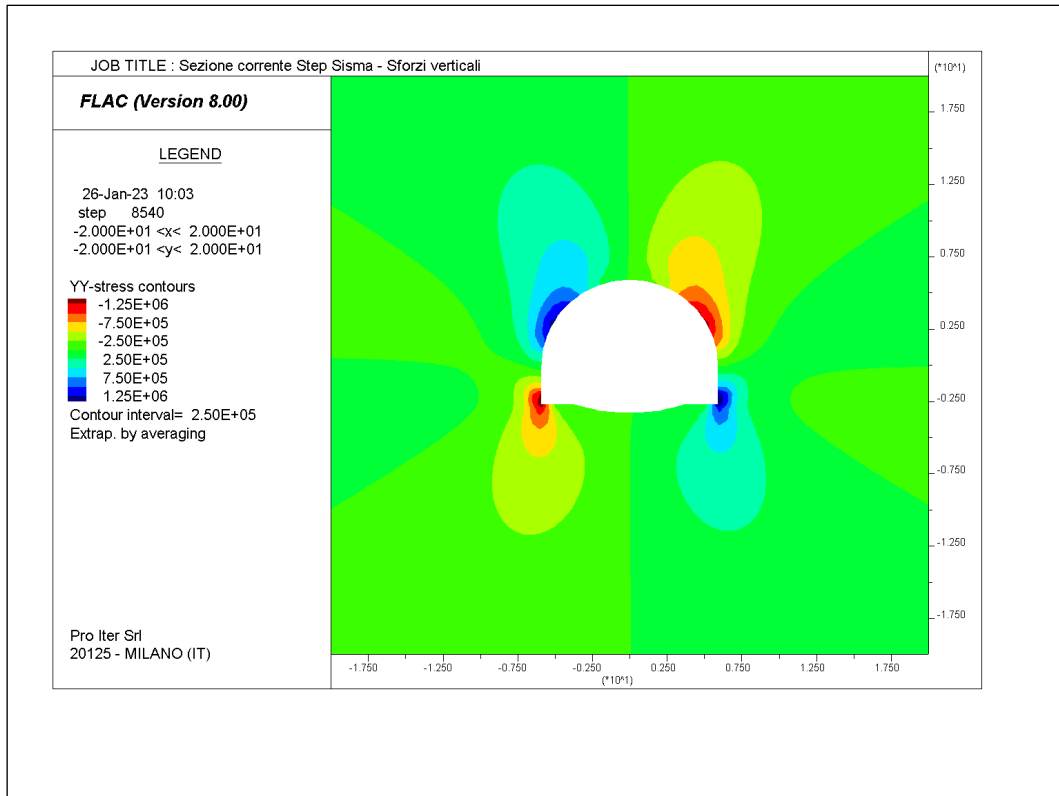 JOB TITLE : Sezione corrente Step Sisma - Sforzi verticali
(*10^1)
FLAC (Version 8.00)
LEGEND
26-Jan-23 10:03
step 8540
-2.000E+01 <x< 2.000E+01
-2.000E+01 <y< 2.000E+01
YY-stress contours
-1.25E+06
-7.50E+05
-2.50E+05
2.50E+05
7.50E+05
1.25E+06
Contour interval= 2.50E+05
Extrap. by averaging
Pro Iter Srl
20125 - MILANO (IT)
1.750
1.250
0.750
0.250
-0.250
-0.750
-1.250
-1.750
-1.750 -1.250 -0.750 -0.250 0.250 0.750 1.250 1.750
(*10^1)